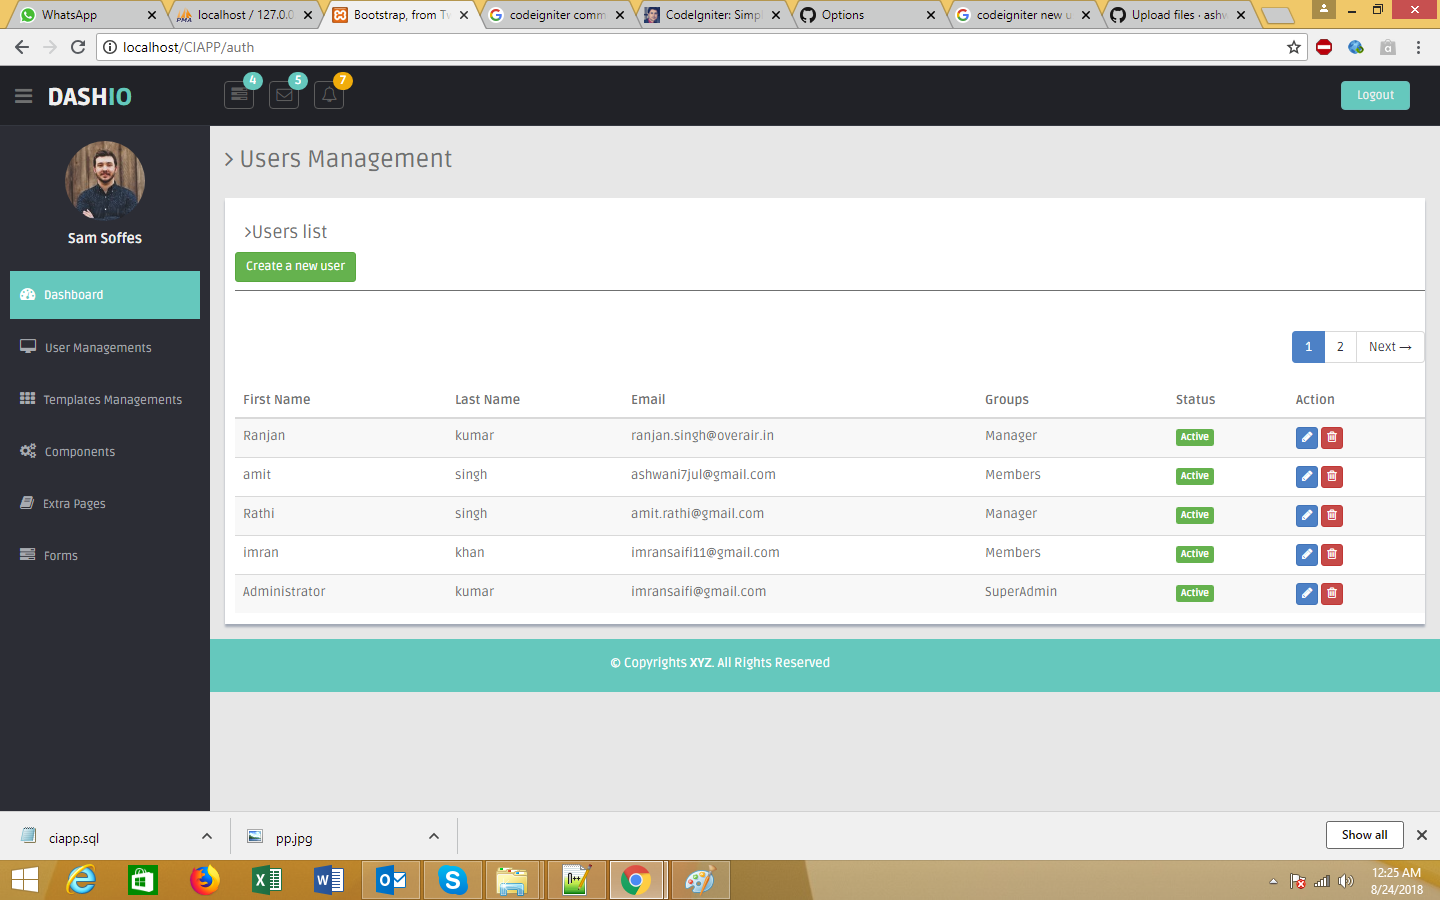 WhatsApp
localhost / 127.0.0
Bootstrap, from Tw
codeigniter comm
CodeIgniter: Simpl
Options
codeigniter new u
Upload files · ashw
localhost/CIAPP/auth
DASHIO
4
5
7
Logout
Sam Soffes
Dashboard
User Managements
Templates Managements
Components
Extra Pages
Forms
Users Management
Users list
Create a new user
1 2 Next →
First Name Last Name Email Groups Status Action
Ranjan kumar ranjan.singh@overair.in Manager Active
amit singh ashwani7jul@gmail.com Members Active
Rathi singh amit.rathi@gmail.com Manager Active
imran khan imransaifi11@gmail.com Members Active
Administrator kumar imransaifi@gmail.com SuperAdmin Active
© Copyrights XYZ. All Rights Reserved
ciapp.sql
pp.jpg
Show all
12:25 AM
8/24/2018